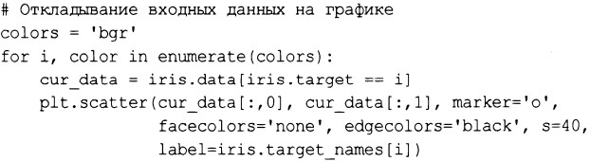 # Откладывание входных данных на графике
colors = 'bgr'
for i, color in enumerate(colors):
    cur_data = iris.data[iris.target == i]
    plt.scatter(cur_data[:,0], cur_data[:,1], marker='o',
                facecolors='none', edgecolors='black', s=40,
                label=iris.target_names[i])